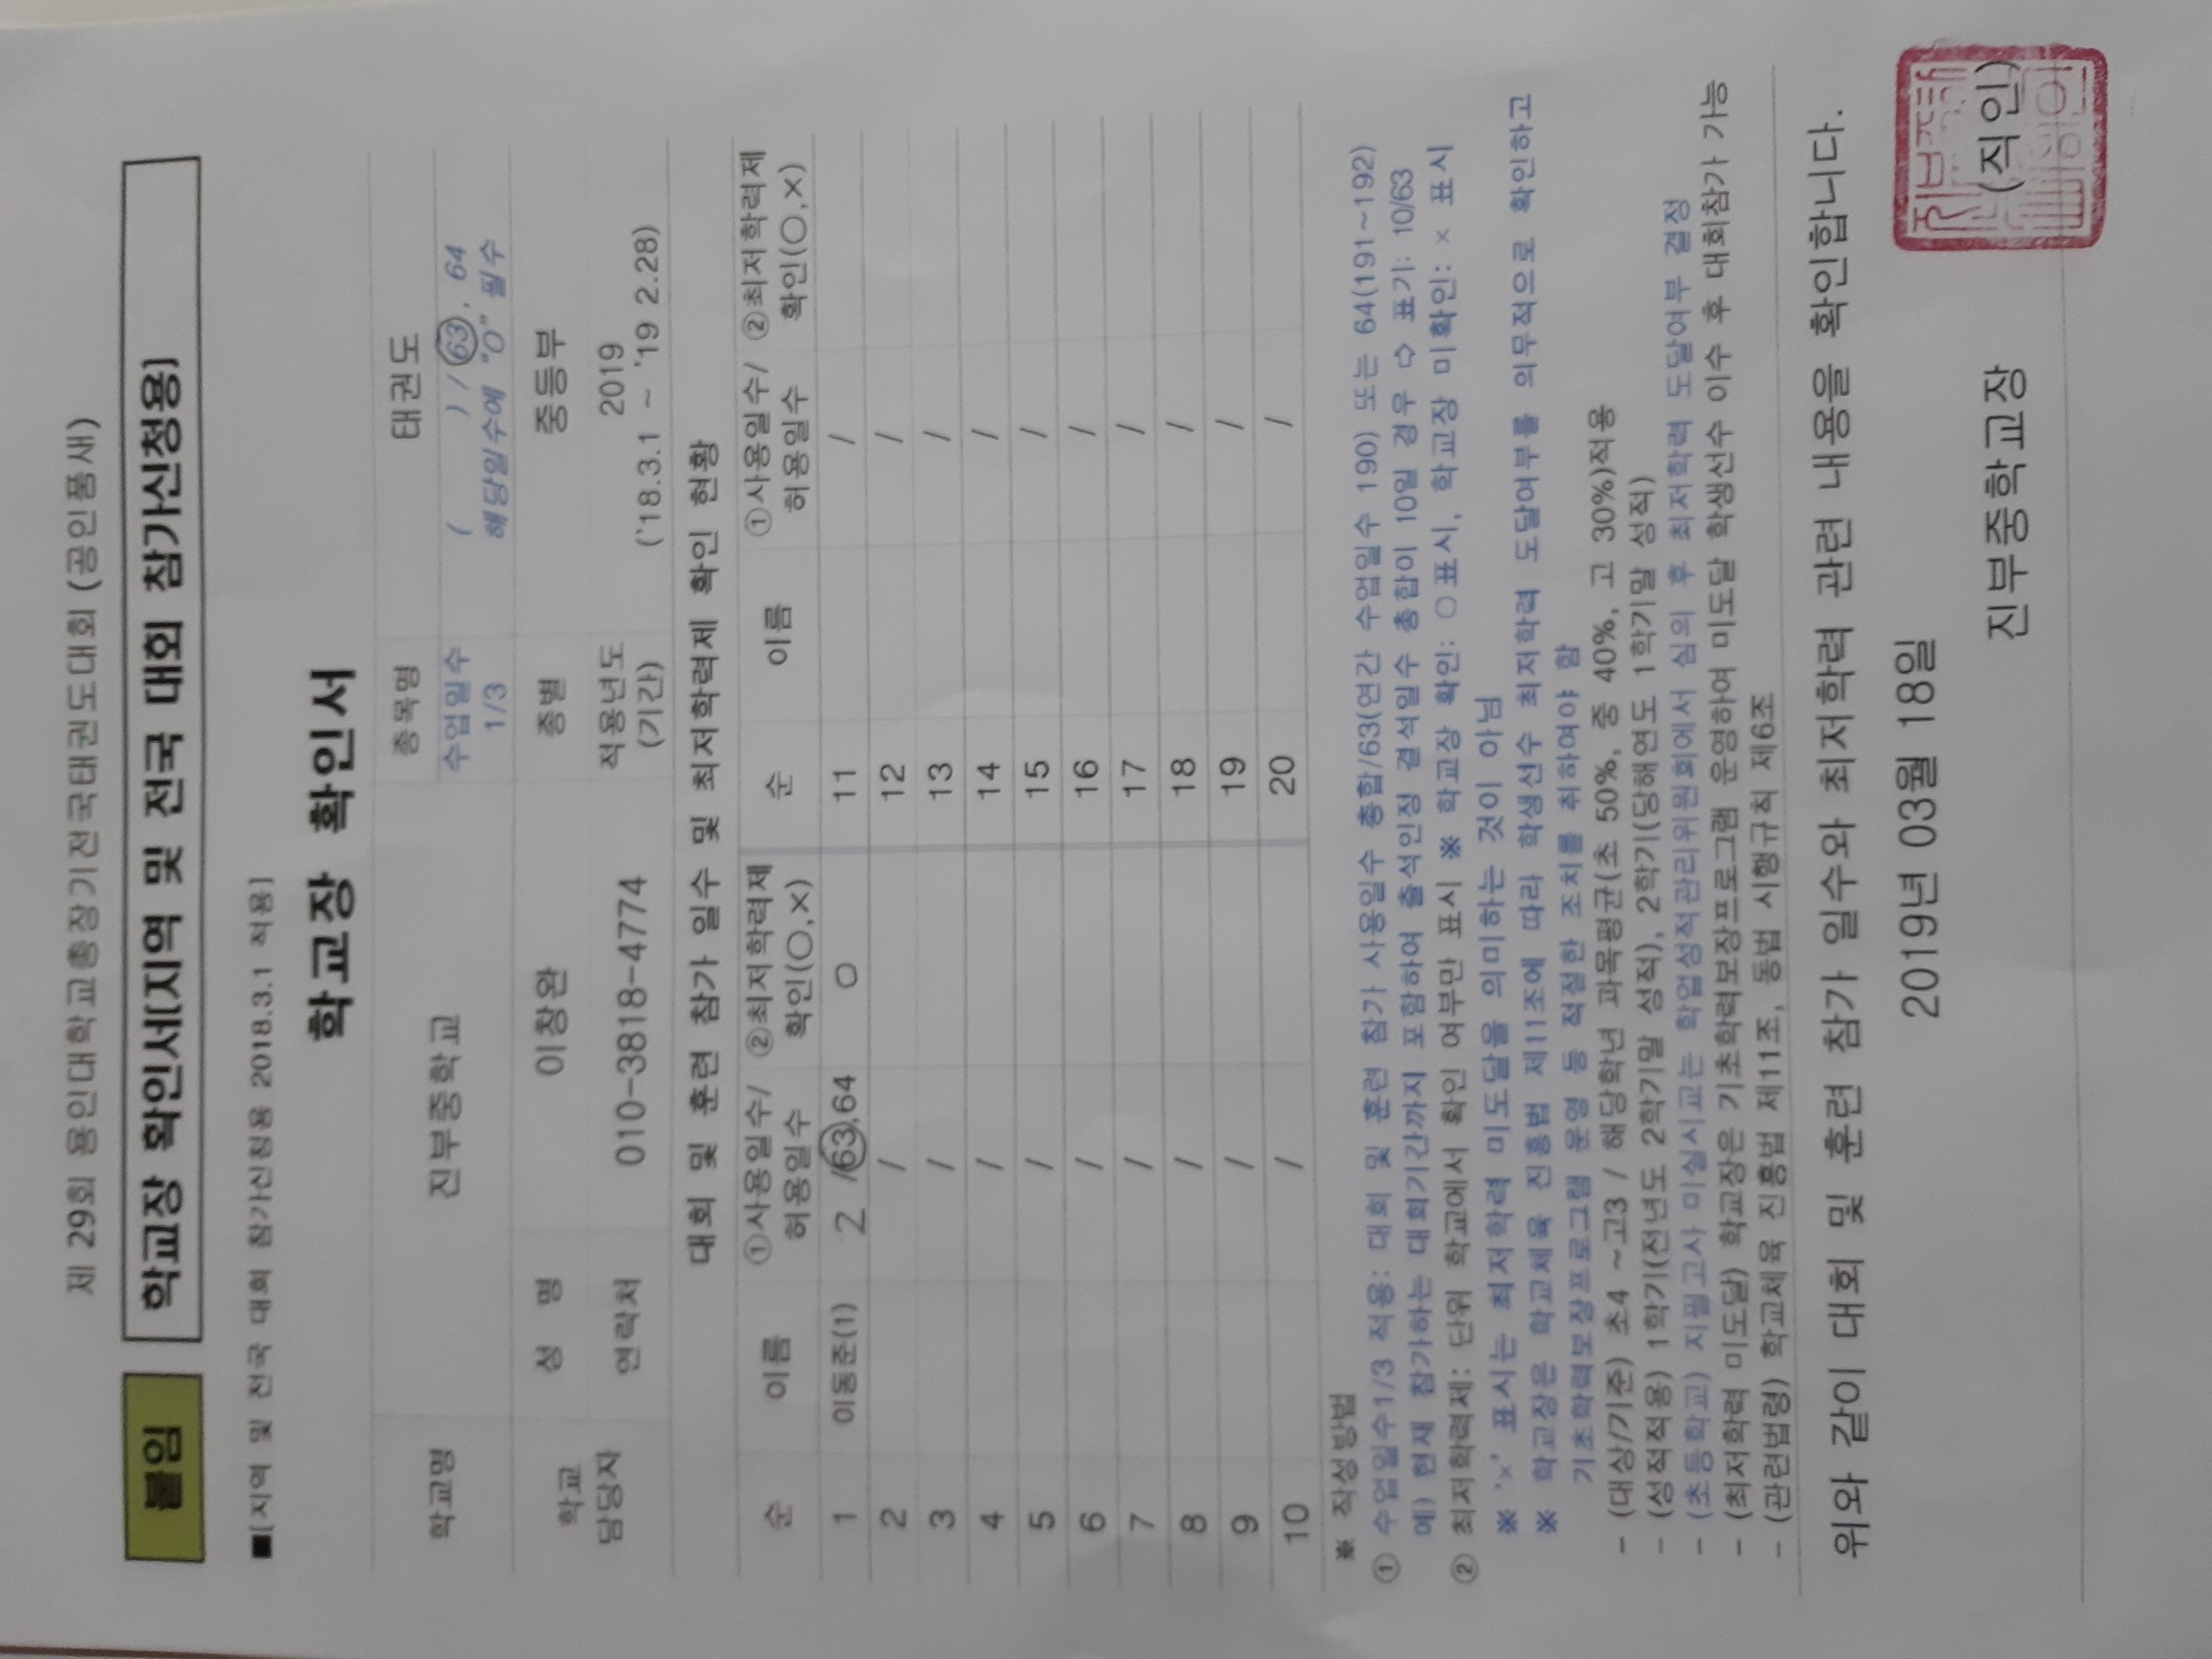 제 29회 용인대학교총장기전국태권도대회 (공인품새)
붙임 학교장 확인서[지역 및 전국 대회 참가신청용]
■[지역 및 전국 대회 참가신청용 2018.3.1 적용]
학교장 확인서
학교명 진부중학교 종목명 태권도
수업일수 1/3 ( ) / 63, 64
해당일수에 "O" 필수
학교 담당자 성 명 이창완 종별 중등부
연락처 010-3818-4774 적용년도 (기간) 2019
('18.3.1 ~ '19 2.28)
대회 및 훈련 참가 일수 및 최저학력제 확인 현황
순 이름 ①사용일수/ 허용일수 ②최저학력제 확인(○,×) 순 이름 ①사용일수/ 허용일수 ②최저학력제 확인(○,×)
1 이동준(1) 2 /63,64 ○ 11 /
2 / 12 /
3 / 13 /
4 / 14 /
5 / 15 /
6 / 16 /
7 / 17 /
8 / 18 /
9 / 19 /
10 / 20 /
※ 작성방법
① 수업일수1/3 적용: 대회 및 훈련 참가 사용일수 총합/63(연간 수업일수 190) 또는 64(191~192)
예) 현재 참가하는 대회기간까지 포함하여 출석인정 결석일수 총합이 10일 경우 ⇨ 표기: 10/63
② 최저학력제: 단위 학교에서 확인 여부만 표시 ※ 학교장 확인: ○표시, 학교장 미확인: × 표시
※ '×' 표시는 최저학력 미도달을 의미하는 것이 아님
※ 학교장은 학교체육 진흥법 제11조에 따라 학생선수 최저학력 도달여부를 의무적으로 확인하고
기초학력보장프로그램 운영 등 적절한 조치를 취하여야 함
- (대상/기준) 초4 ~고3 / 해당학년 과목평균(초 50%, 중 40%, 고 30%)적용
- (성적적용) 1학기(전년도 2학기말 성적), 2학기(당해연도 1학기말 성적)
- (초등학교) 지필고사 미실시교는 학업성적관리위원회에서 심의 후 최저학력 도달여부 결정
- (최저학력 미도달) 학교장은 기초학력보장프로그램 운영하여 미도달 학생선수 이수 후 대회참가 가능
- (관련법령) 학교체육 진흥법 제11조, 동법 시행규칙 제6조
위와 같이 대회 및 훈련 참가 일수와 최저학력 관련 내용을 확인합니다.
2019년 03월 18일
진부중학교장 (직인)